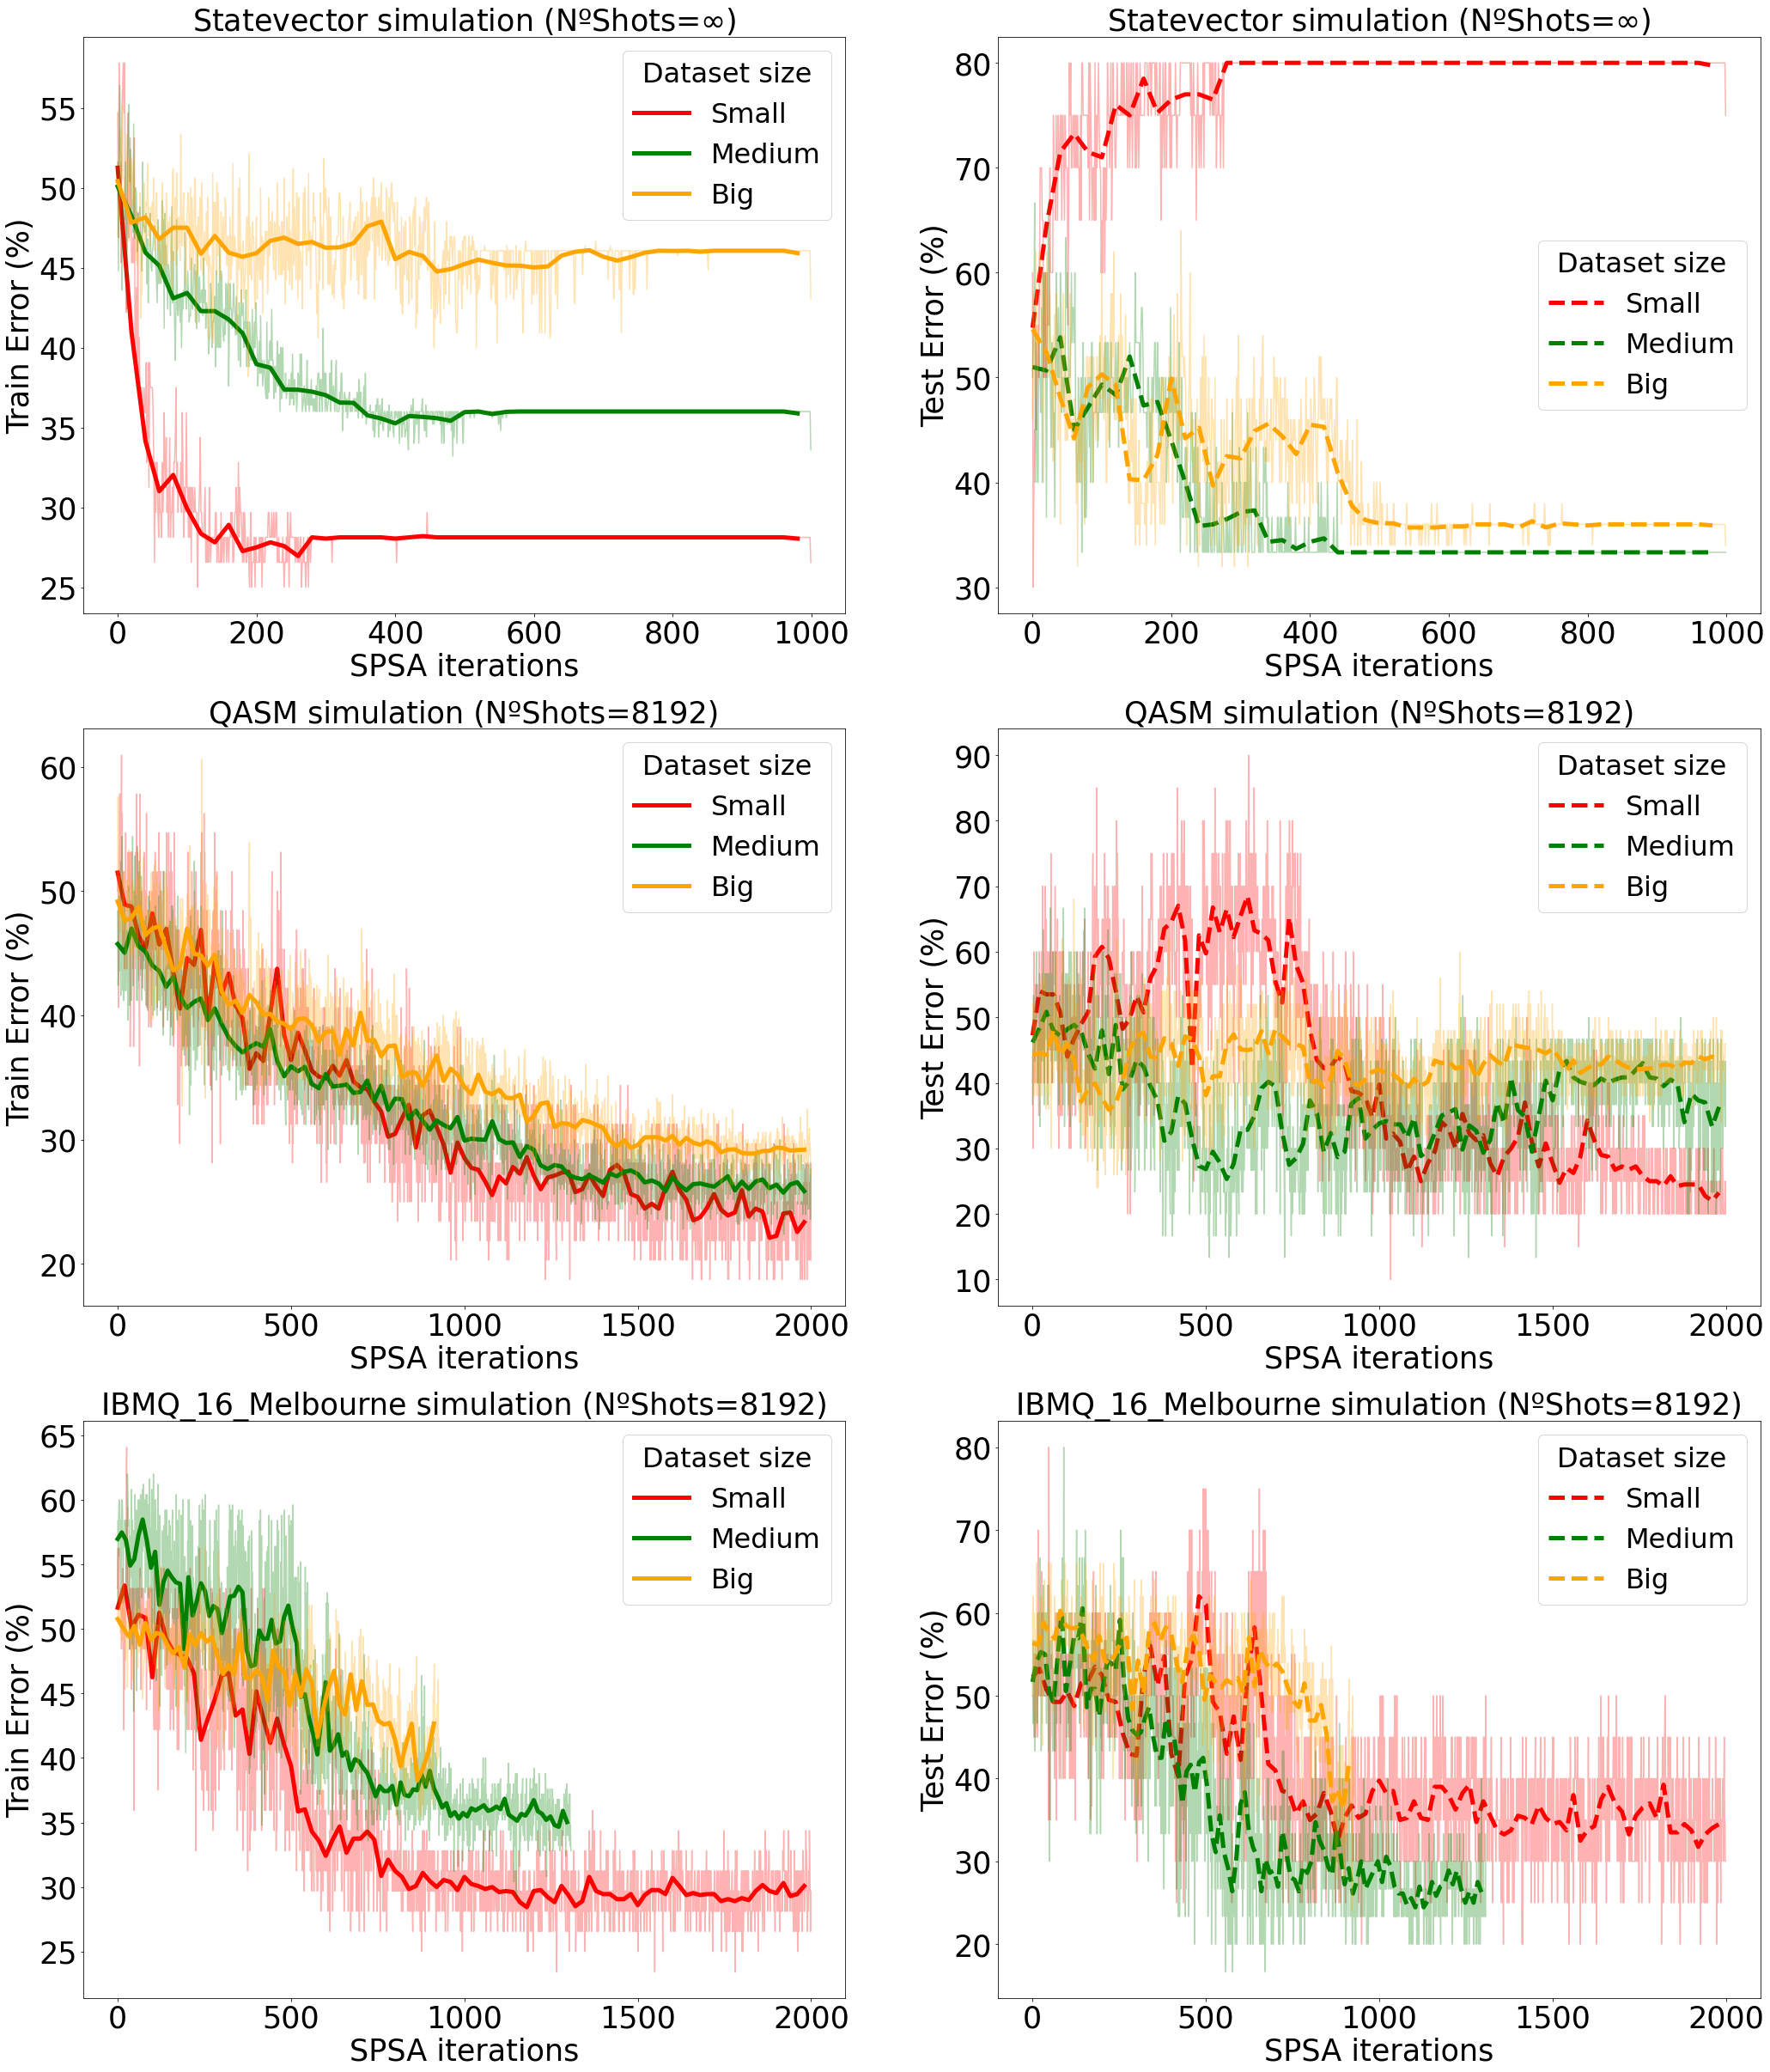 Statevector simulation (NºShots=∞)
Train Error (%)
55
50
45
40
35
30
25
Dataset size
Small
Medium
Big
0 200 400 600 800 1000
SPSA iterations
Statevector simulation (NºShots=∞)
Test Error (%)
80
70
60
50
40
30
Dataset size
Small
Medium
Big
0 200 400 600 800 1000
SPSA iterations
QASM simulation (NºShots=8192)
Train Error (%)
60
50
40
30
20
Dataset size
Small
Medium
Big
0 500 1000 1500 2000
SPSA iterations
QASM simulation (NºShots=8192)
Test Error (%)
90
80
70
60
50
40
30
20
10
Dataset size
Small
Medium
Big
0 500 1000 1500 2000
SPSA iterations
IBMQ_16_Melbourne simulation (NºShots=8192)
Train Error (%)
65
60
55
50
45
40
35
30
25
Dataset size
Small
Medium
Big
0 500 1000 1500 2000
SPSA iterations
IBMQ_16_Melbourne simulation (NºShots=8192)
Test Error (%)
80
70
60
50
40
30
20
Dataset size
Small
Medium
Big
0 500 1000 1500 2000
SPSA iterations